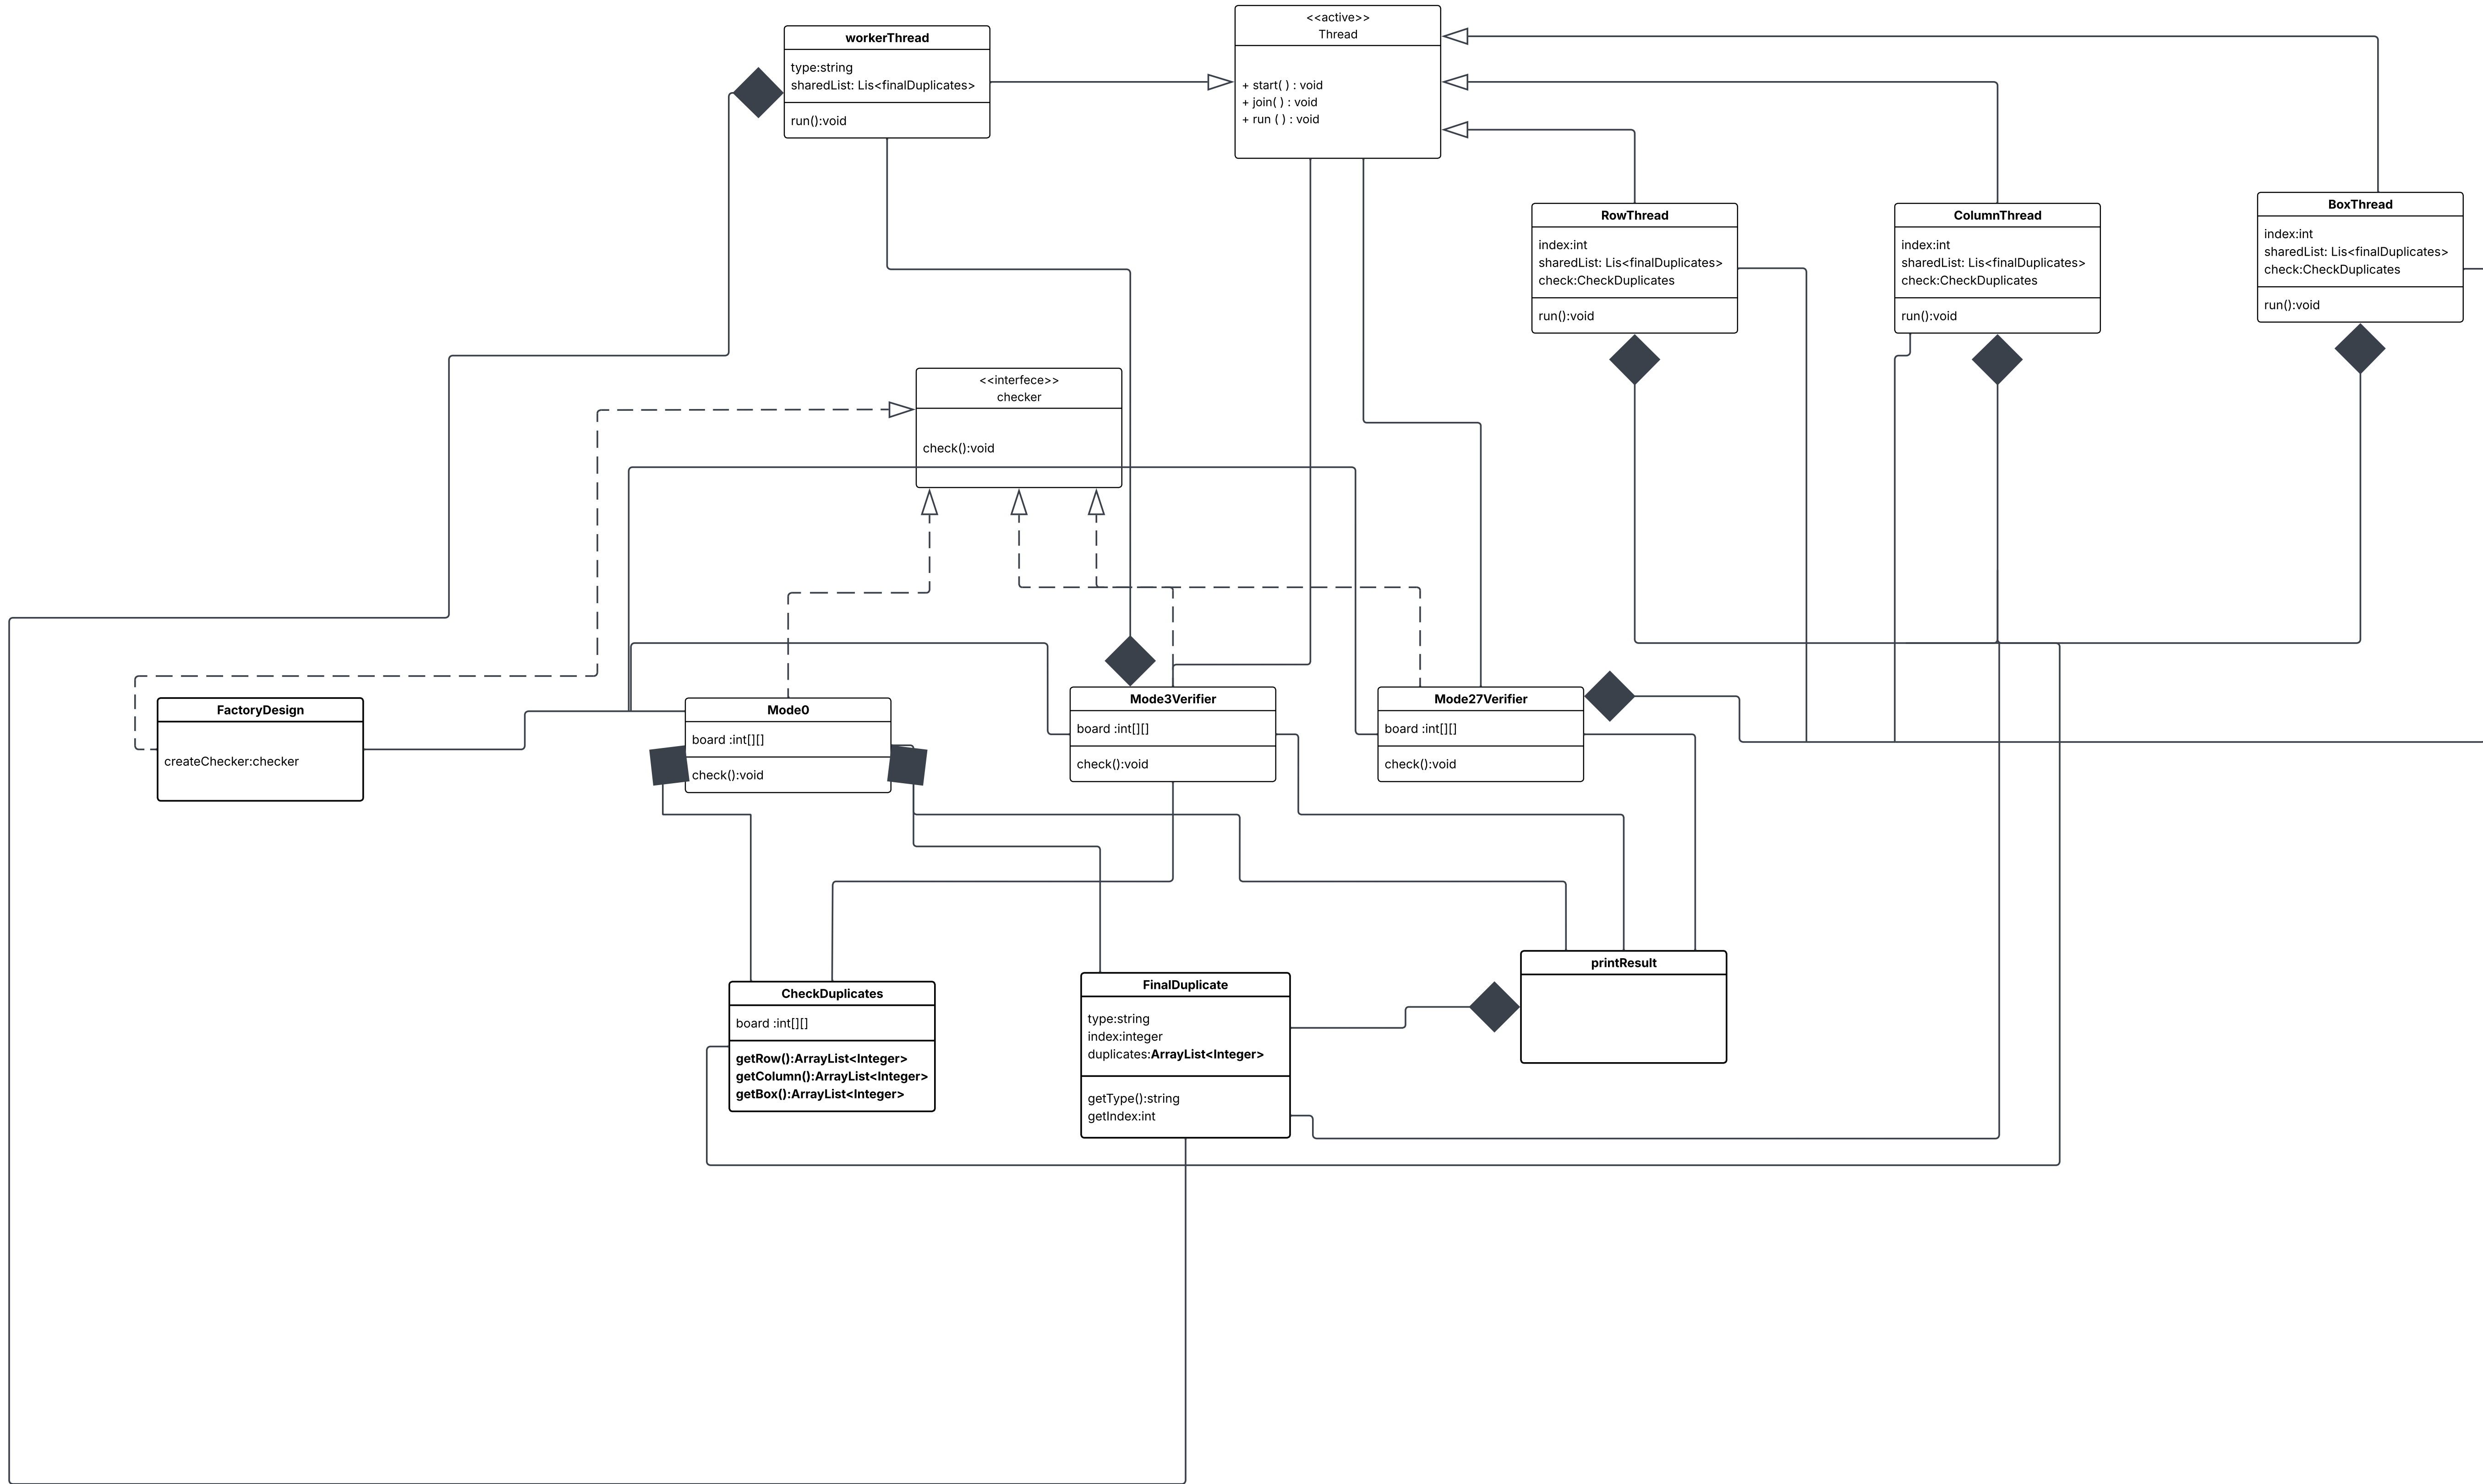 <<active>>
Thread
+ start( ) : void
+ join( ) : void
+ run ( ) : void
workerThread
type:string
sharedList: Lis<finalDuplicates>
run():void
RowThread
index:int
sharedList: Lis<finalDuplicates>
check:CheckDuplicates
run():void
ColumnThread
index:int
sharedList: Lis<finalDuplicates>
check:CheckDuplicates
run():void
BoxThread
index:int
sharedList: Lis<finalDuplicates>
check:CheckDuplicates
run():void
<<interfece>>
checker
check():void
FactoryDesign
createChecker:checker
Mode0
board :int[][]
check():void
Mode3Verifier
board :int[][]
check():void
Mode27Verifier
board :int[][]
check():void
CheckDuplicates
board :int[][]
getRow():ArrayList<Integer>
getColumn():ArrayList<Integer>
getBox():ArrayList<Integer>
FinalDuplicate
type:string
index:integer
duplicates:ArrayList<Integer>
getType():string
getIndex:int
printResult